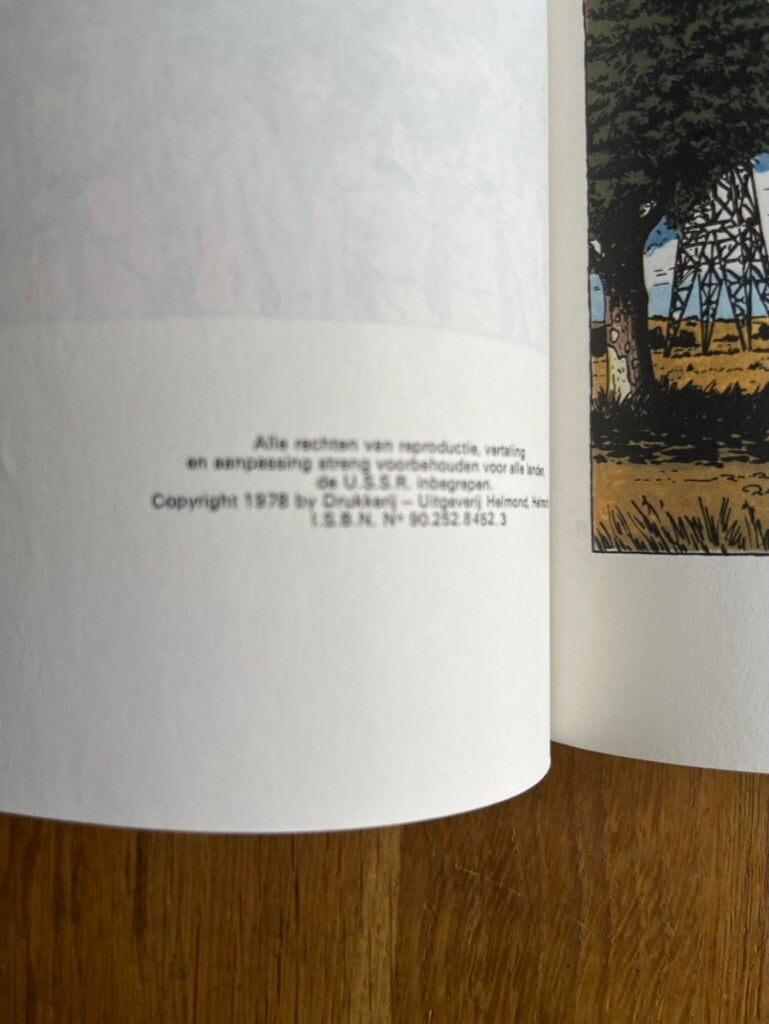 Alle rechten van reproductie, vertaling
en aanpassing streng voorbehouden voor alle landen,
de U.S.S.R. inbegrepen.
Copyright 1978 by Drukkerij – Uitgeverij Helmond,
I.S.B.N. N° 90.252.8452.3